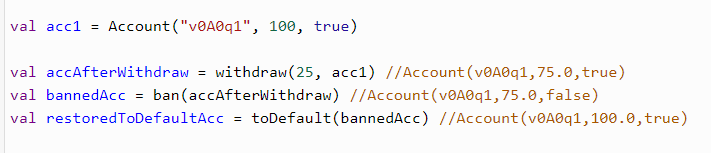 val acc1 = Account("v0A0q1", 100, true)
val accAfterWithdraw = withdraw(25, acc1) //Account(v0A0q1,75.0,true)
val bannedAcc = ban(accAfterWithdraw) //Account(v0A0q1,75.0,false)
val restoredToDefaultAcc = toDefault(bannedAcc) //Account(v0A0q1,100.0,true)